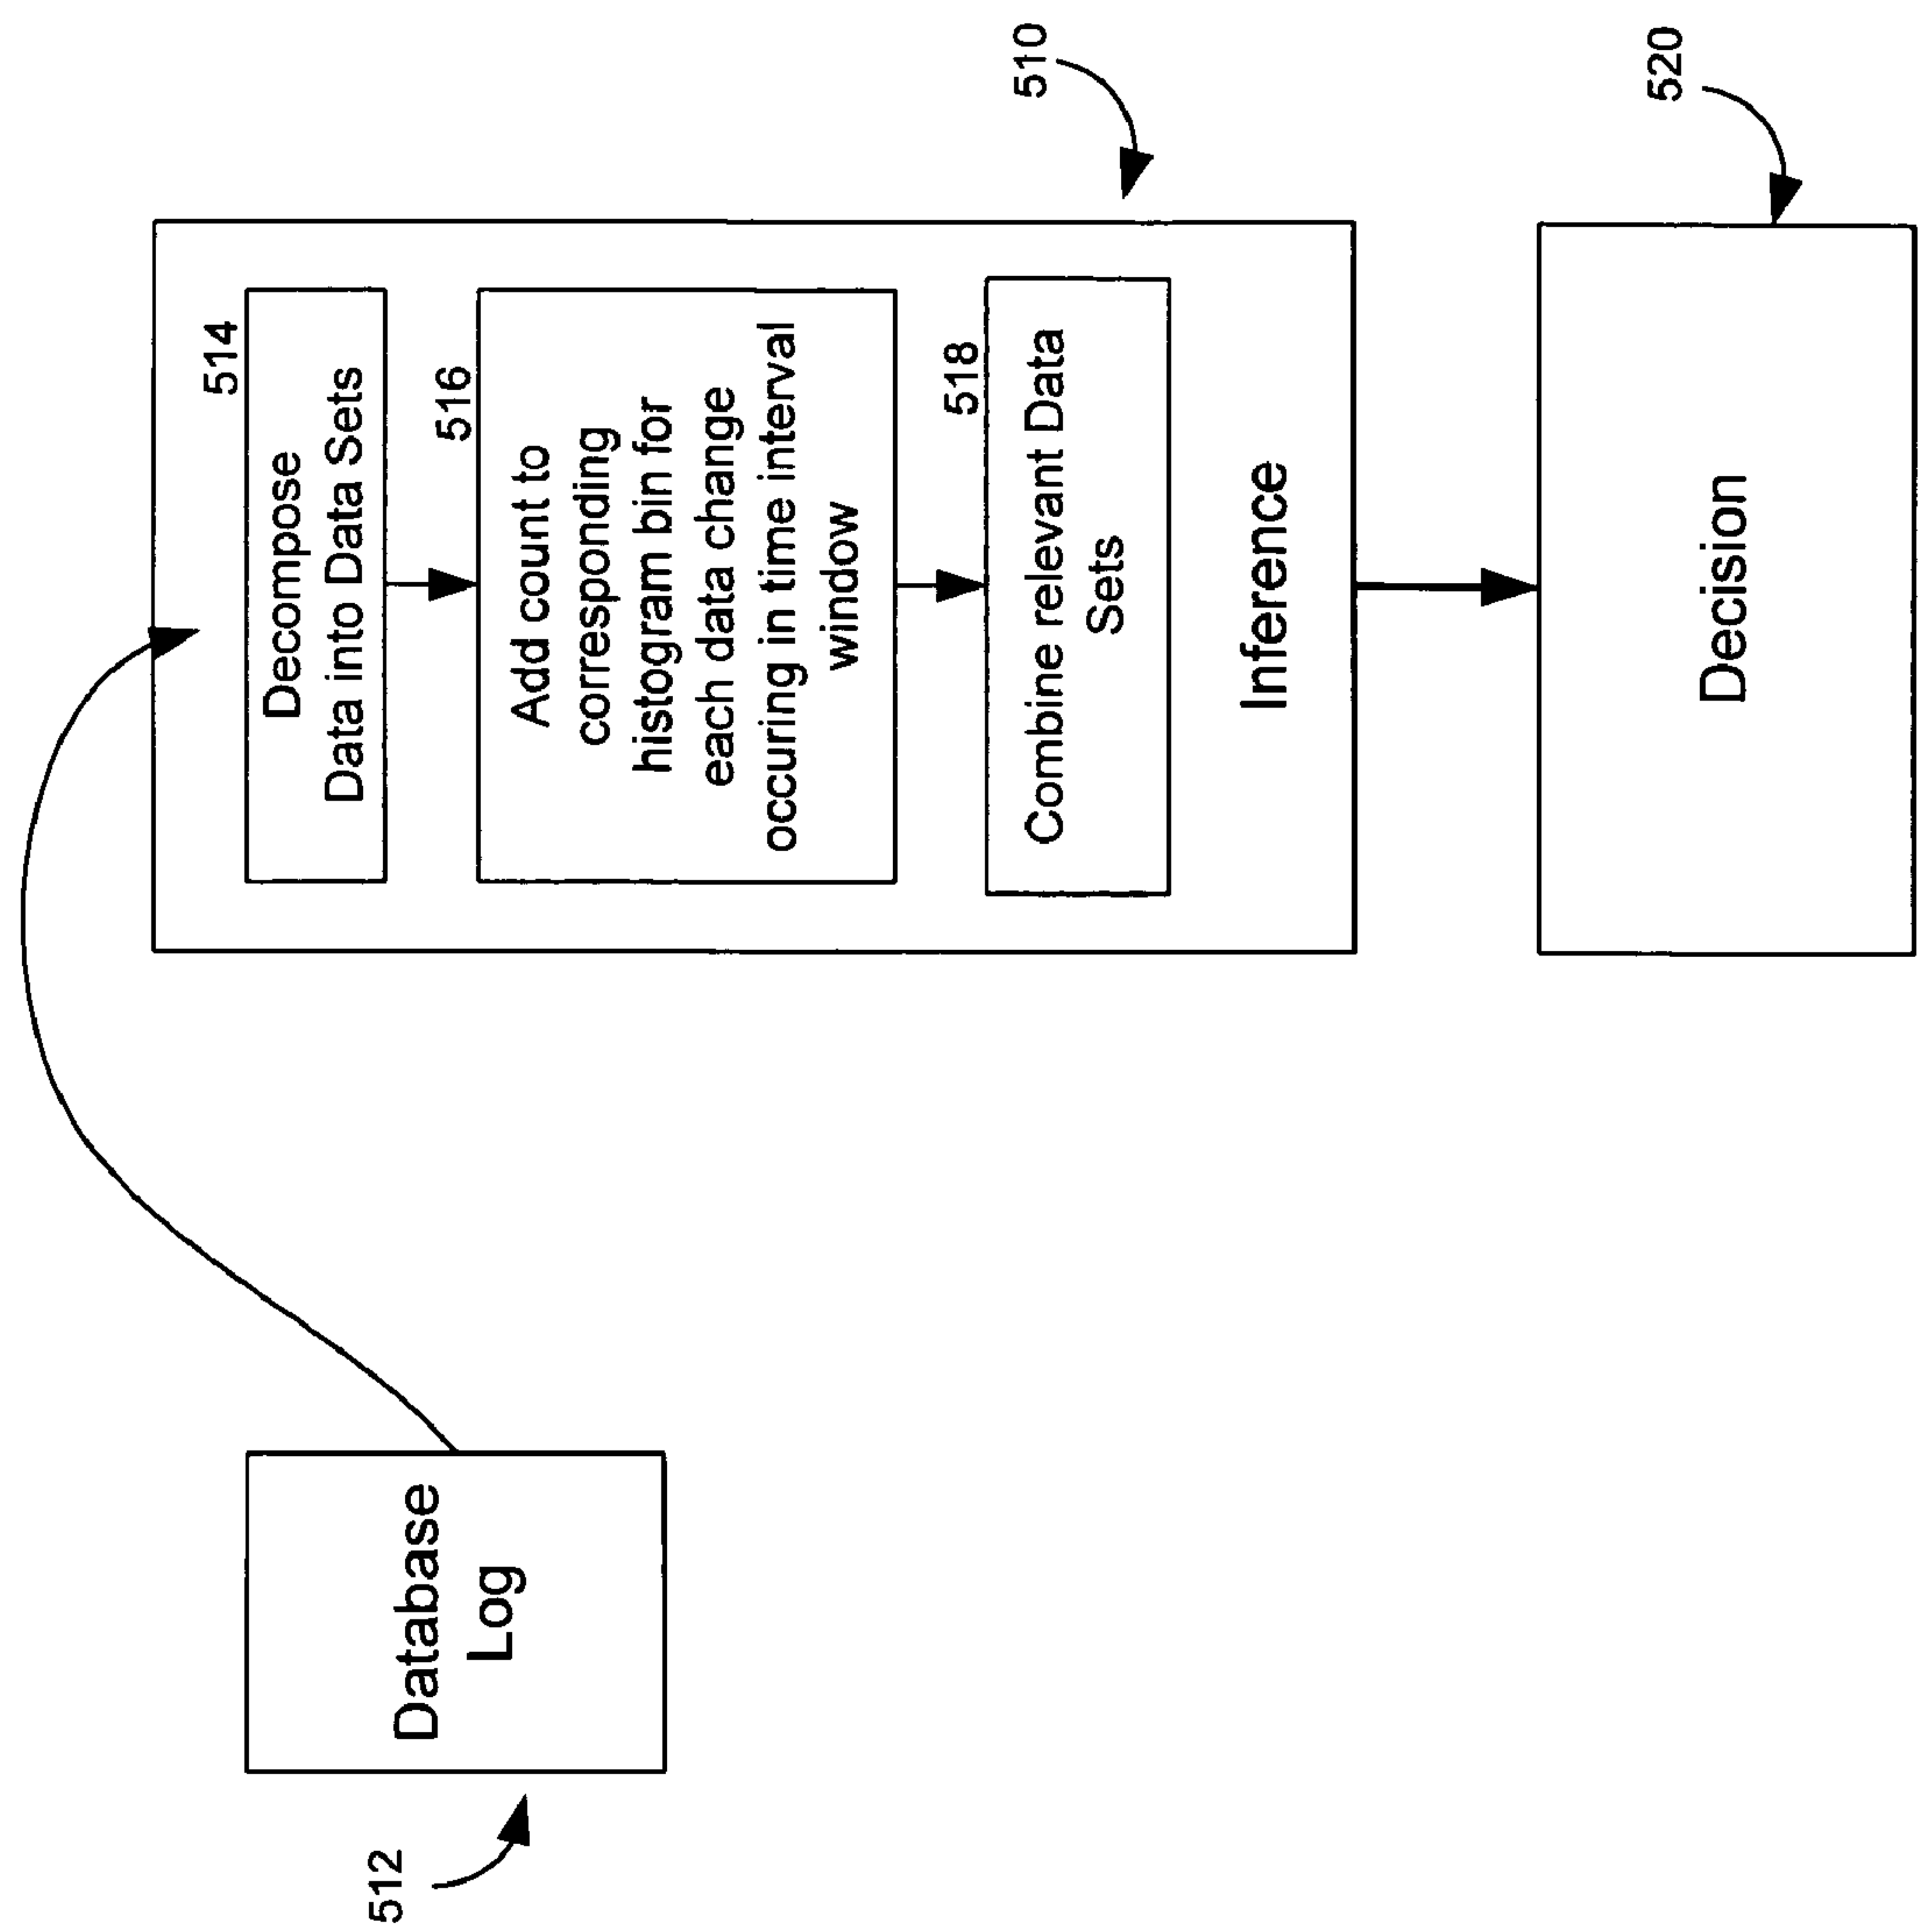 512
Database
Log
514
Decompose
Data into Data Sets
516
Add count to
corresponding
histogram bin for
each data change
occuring in time interval
window
518
Combine relevant Data
Sets
Inference
510
Decision
520